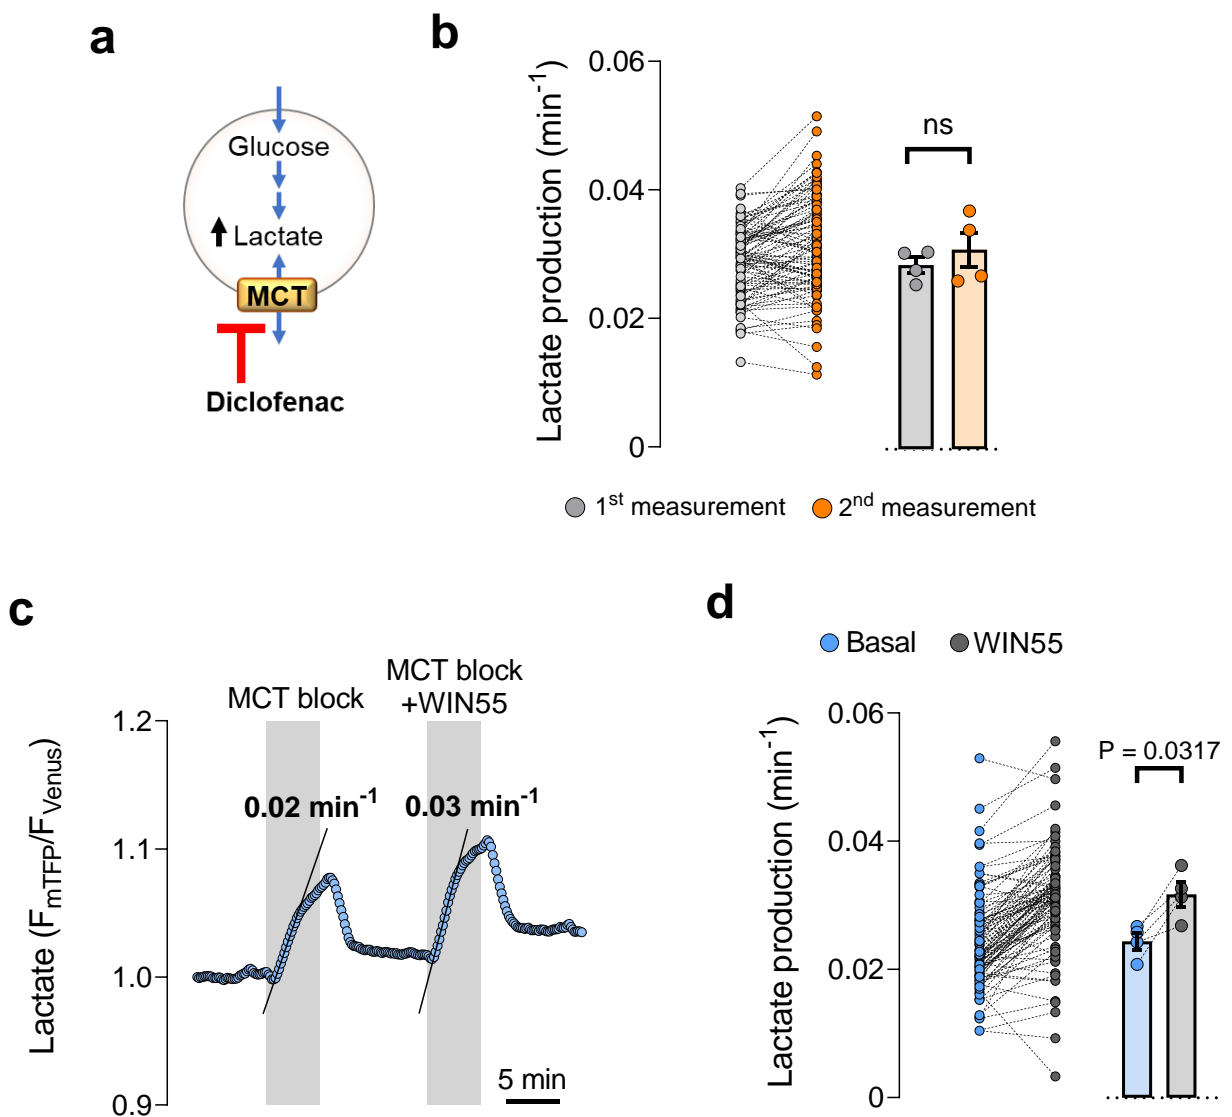 a
Glucose
Lactate
MCT
Diclofenac
b
Lactate production (min⁻¹)
0.06
0.04
0.02
0
ns
1ˢᵗ measurement
2ⁿᵈ measurement
c
Lactate (F_mTFP/F_Venus)
1.2
1.1
1.0
0.9
MCT block
MCT block
+WIN55
0.02 min⁻¹
0.03 min⁻¹
5 min
d
Basal
WIN55
Lactate production (min⁻¹)
0.06
0.04
0.02
0
P = 0.0317